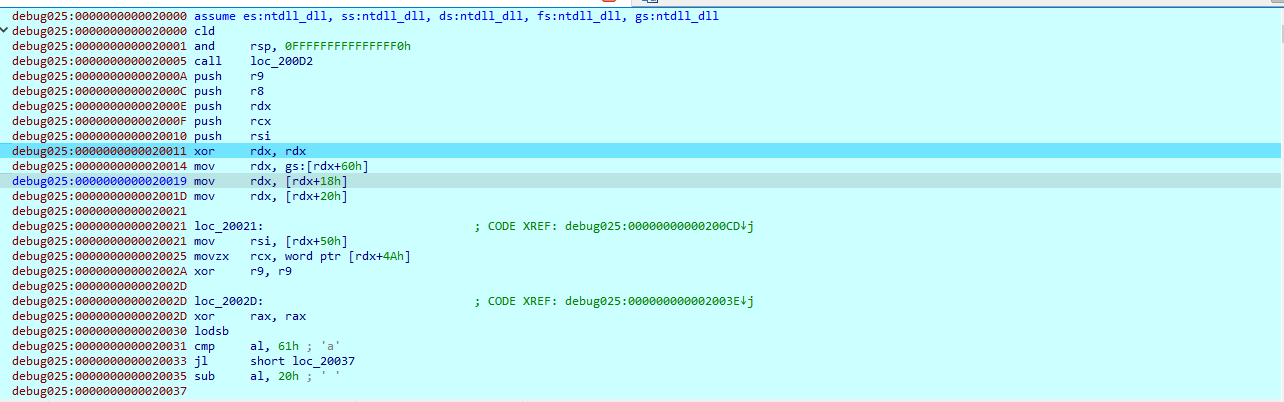 debug025:0000000000020000 assume es:ntdll_dll, ss:ntdll_dll, ds:ntdll_dll, fs:ntdll_dll, gs:ntdll_dll
debug025:0000000000020000 cld
debug025:0000000000020001 and rsp, 0FFFFFFFFFFFFFFF0h
debug025:0000000000020005 call loc_200D2
debug025:000000000002000A push r9
debug025:000000000002000C push r8
debug025:000000000002000E push rdx
debug025:000000000002000F push rcx
debug025:0000000000020010 push rsi
debug025:0000000000020011 xor rdx, rdx
debug025:0000000000020014 mov rdx, gs:[rdx+60h]
debug025:0000000000020019 mov rdx, [rdx+18h]
debug025:000000000002001D mov rdx, [rdx+20h]
debug025:0000000000020021
debug025:0000000000020021 loc_20021: ; CODE XREF: debug025:00000000000200CD↓j
debug025:0000000000020021 mov rsi, [rdx+50h]
debug025:0000000000020025 movzx rcx, word ptr [rdx+4Ah]
debug025:000000000002002A xor r9, r9
debug025:000000000002002D
debug025:000000000002002D loc_2002D: ; CODE XREF: debug025:000000000002003E↓j
debug025:000000000002002D xor rax, rax
debug025:0000000000020030 lodsb
debug025:0000000000020031 cmp al, 61h ; 'a'
debug025:0000000000020033 jl short loc_20037
debug025:0000000000020035 sub al, 20h ; ' '
debug025:0000000000020037